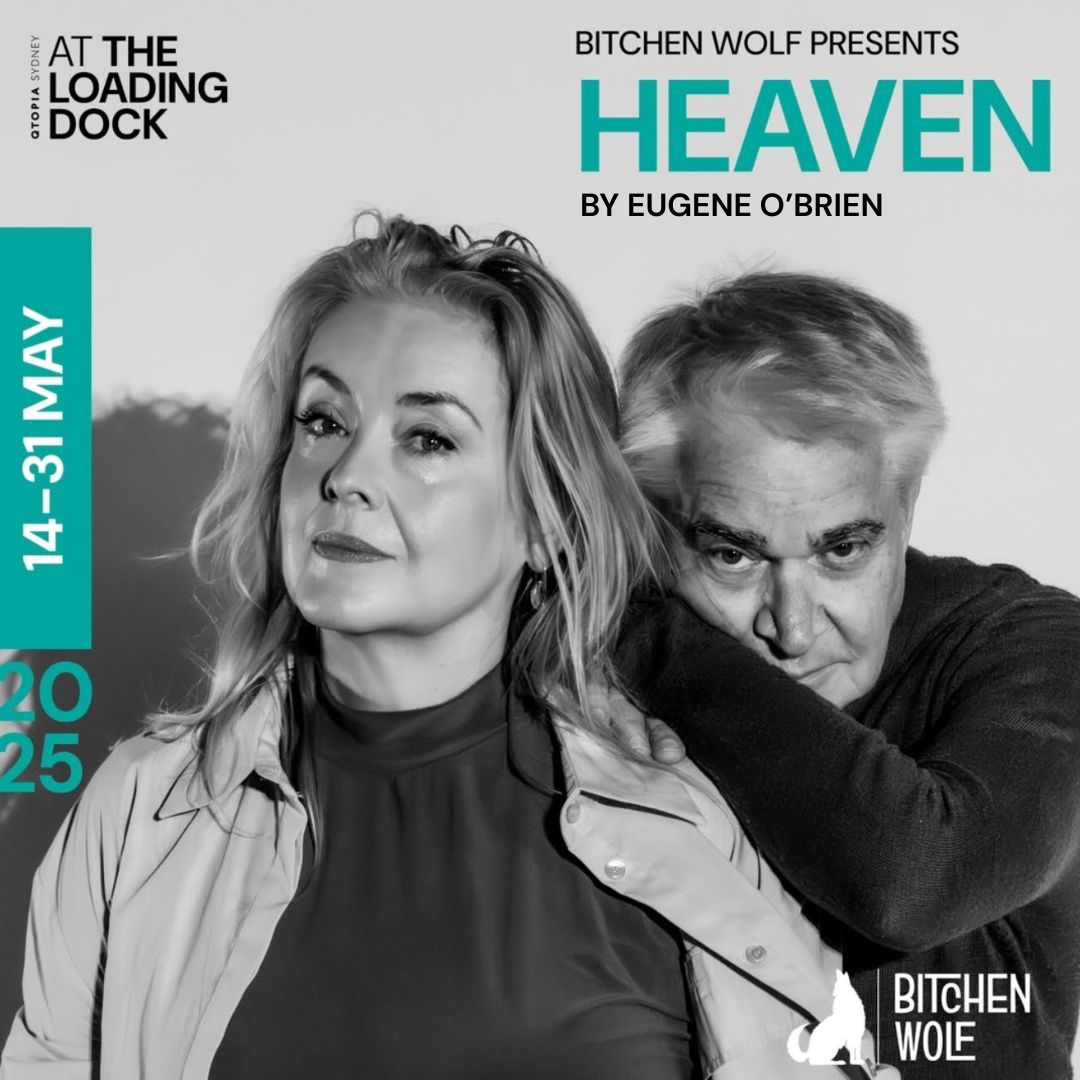 QTOPIA SYDNEY
AT THE
LOADING
DOCK
BITCHEN WOLF PRESENTS
HEAVEN
BY EUGENE O’BRIEN
14–31 MAY
20
25
BITCHEN
WOLF